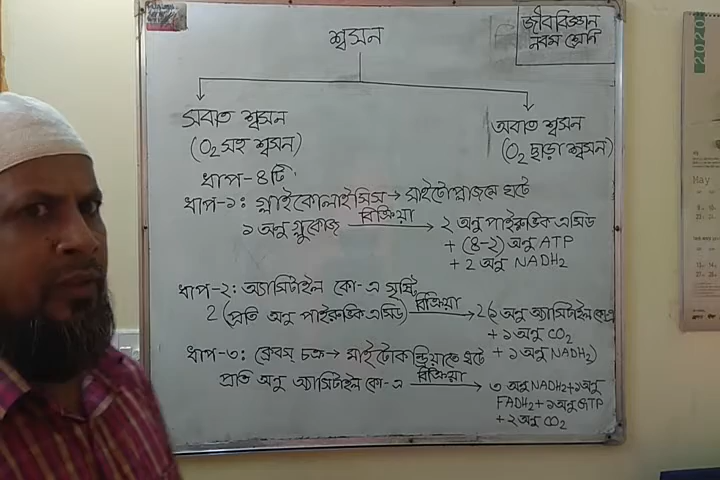 শ্বসন
জীববিজ্ঞান
নবম শ্রেণি
সবাত শ্বসন
(O2 সহ শ্বসন)
অবাত শ্বসন
(O2 ছাড়া শ্বসন)
ধাপ-৪টি
ধাপ-১: গ্লাইকোলাইসিস → সাইটোপ্লাজমে ঘটে
১ অনু গ্লুকোজ বিক্রিয়া → ২ অনু পাইরুভিক এসিড
+ (৪-২) অনু ATP
+ 2 অনু NADH2
ধাপ-২: অ্যাসিটাইল কো-এ সৃষ্টি
2 (প্রতি অনু পাইরুভিক এসিড) বিক্রিয়া → 2(১ অনু অ্যাসিটাইল কো-এ
+ ১ অনু CO2
+ ১ অনু NADH2)
ধাপ-৩: ক্রেবস চক্র → মাইটোকন্ড্রিয়াতে ঘটে
প্রতি অনু অ্যাসিটাইল কো-এ বিক্রিয়া → ৩ অনু NADH2 + ১ অনু
FADH2 + ১ অনু GTP
+ ২ অনু CO2
2020
May